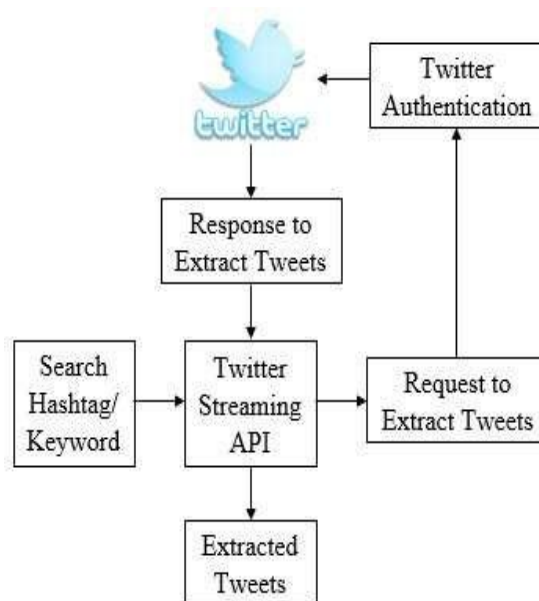 twitter
Twitter
Authentication
Response to
Extract Tweets
Search
Hashtag/
Keyword
Twitter
Streaming
API
Request to
Extract Tweets
Extracted
Tweets